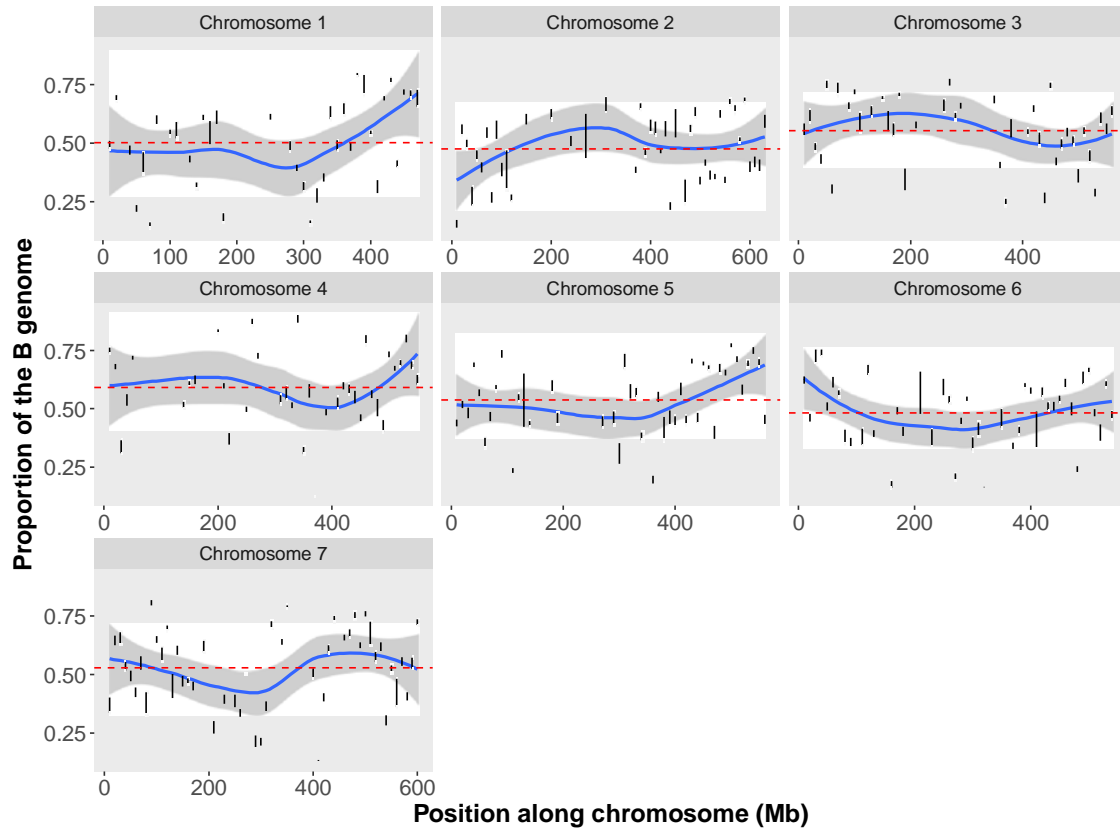 Chromosome 1
Chromosome 2
Chromosome 3
0.75
0.50
0.25
0 100 200 300 400
0 200 400 600
0 200 400
Chromosome 4
Chromosome 5
Chromosome 6
0.75
0.50
0.25
0 200 400
0 200 400
0 200 400
Chromosome 7
0.75
0.50
0.25
0 200 400 600
Proportion of the B genome
Position along chromosome (Mb)